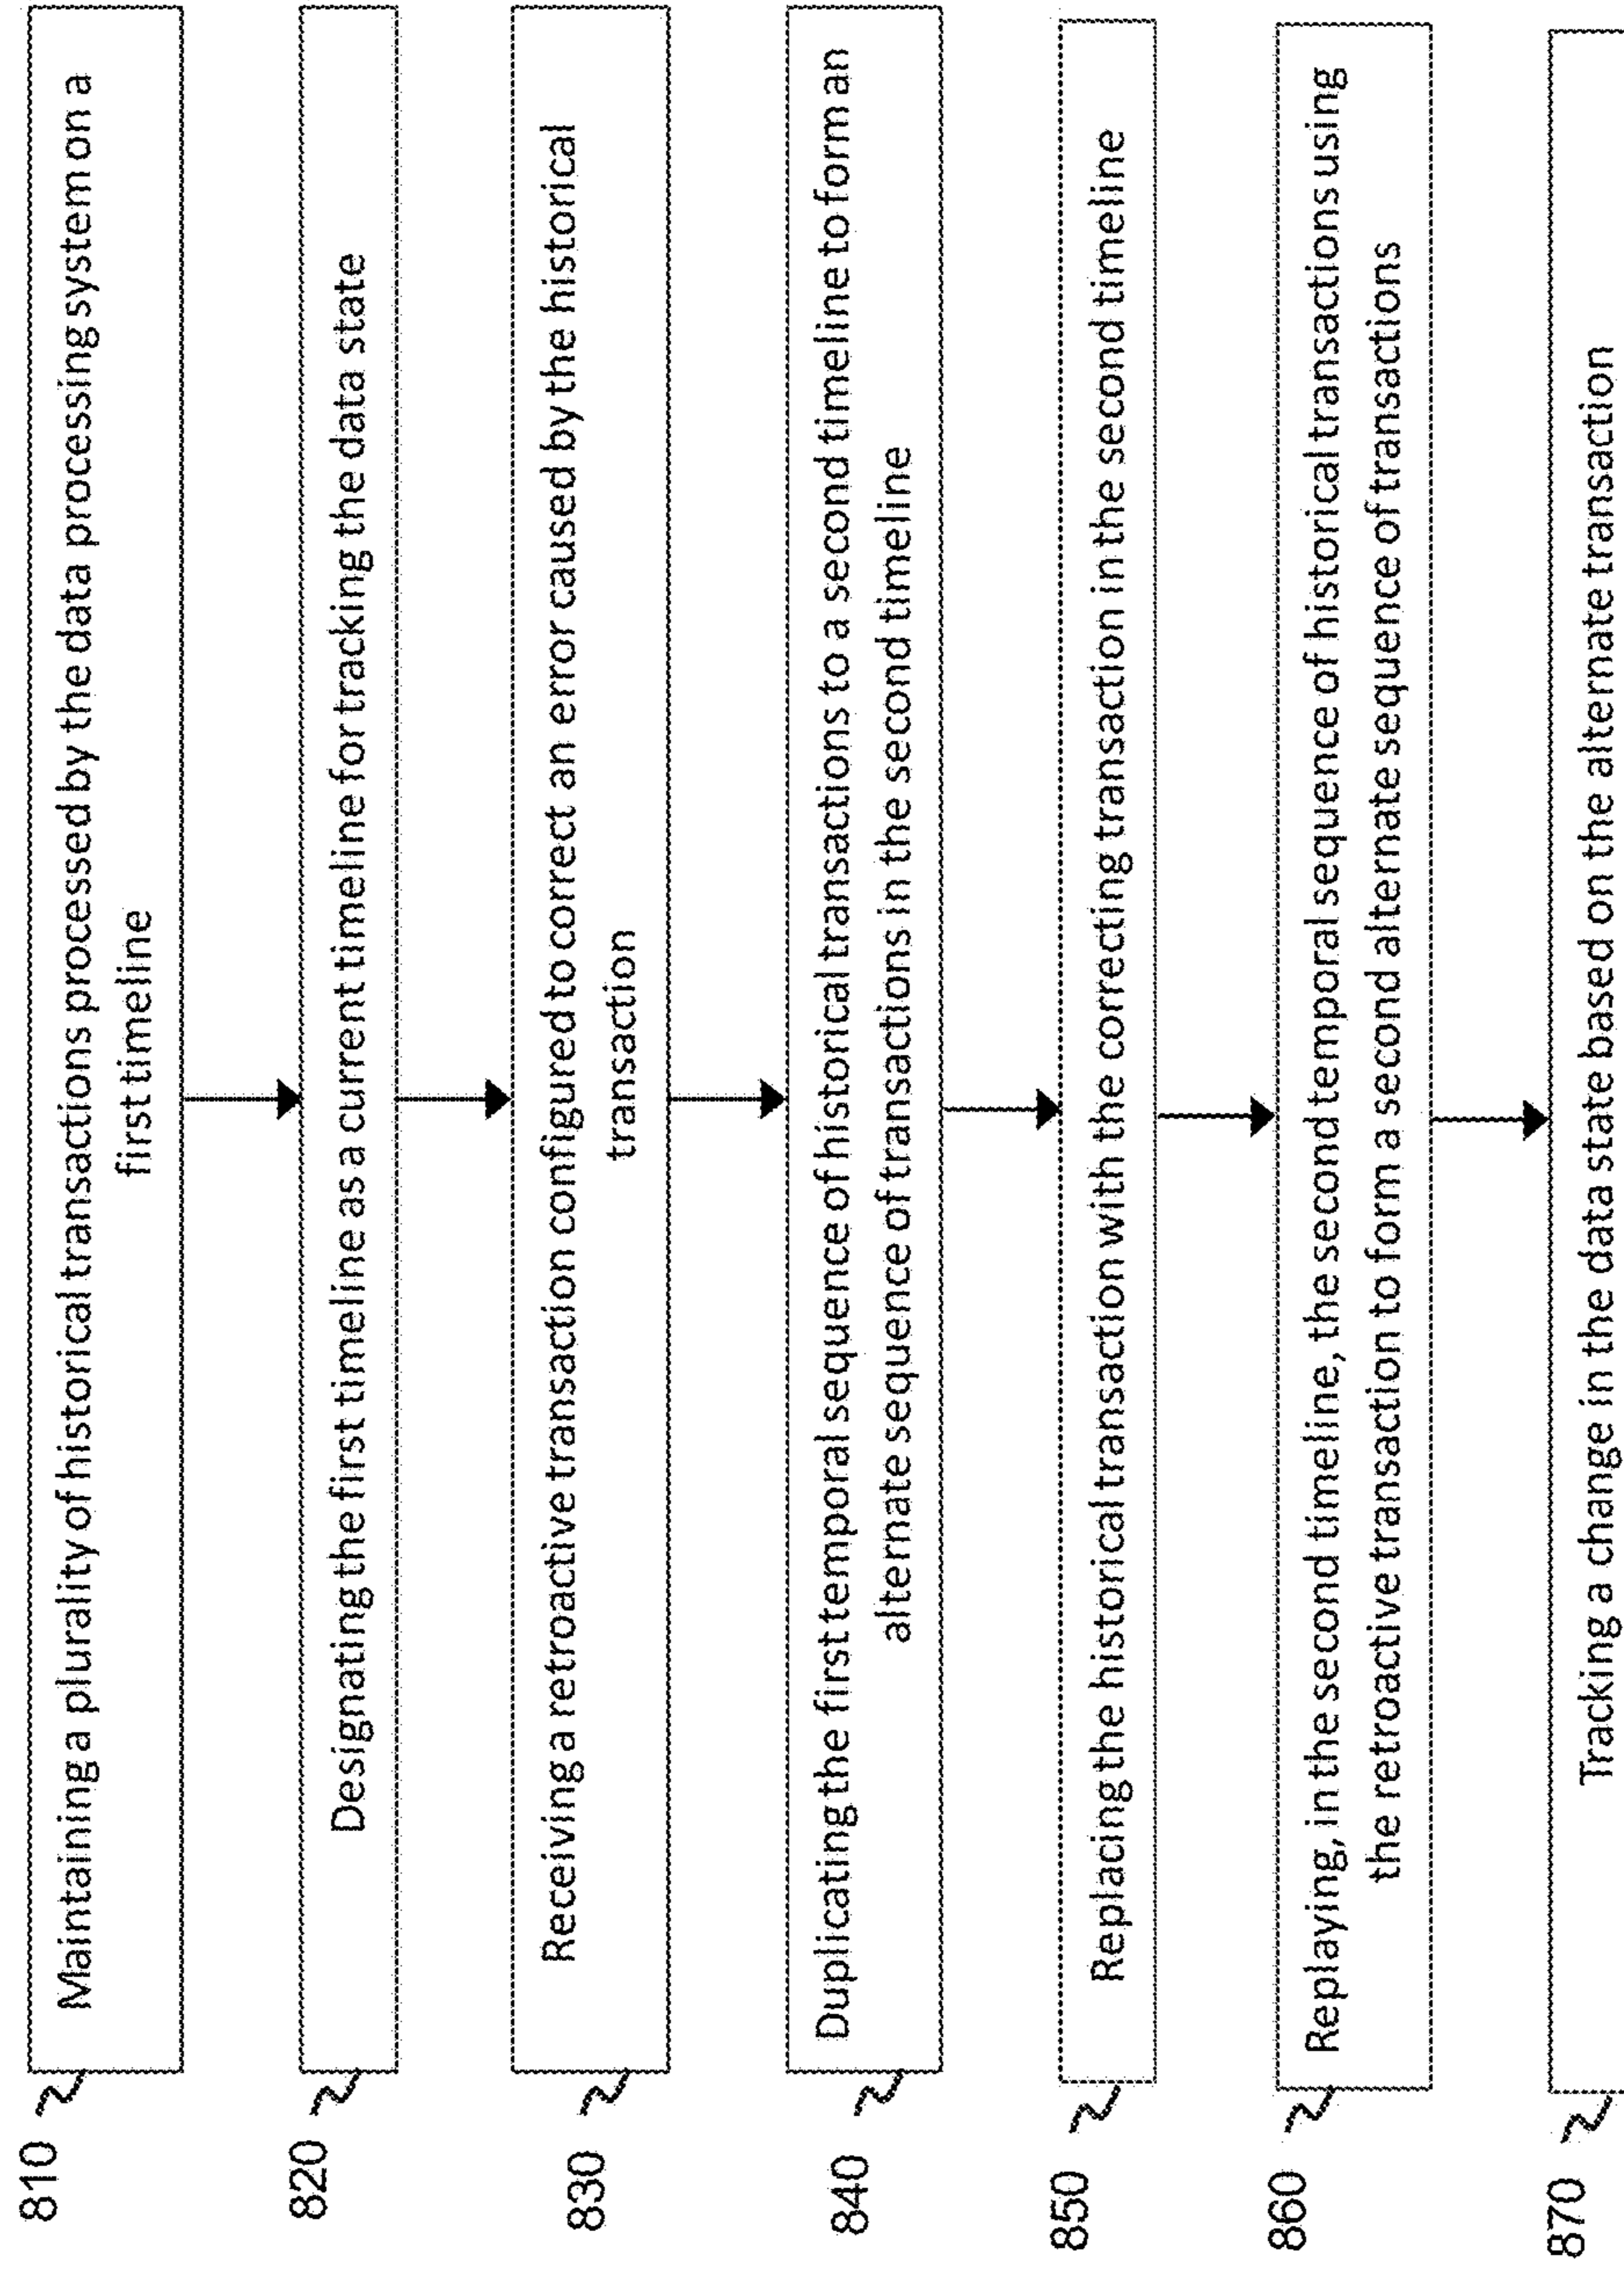 810
Maintaining a plurality of historical transactions processed by the data processing system on a
first timeline
820
Designating the first timeline as a current timeline for tracking the data state
830
Receiving a retroactive transaction configured to correct an error caused by the historical
transaction
840
Duplicating the first temporal sequence of historical transactions to a second timeline to form an
alternate sequence of transactions in the second timeline
850
Replacing the historical transaction with the correcting transaction in the second timeline
860
Replaying, in the second timeline, the second temporal sequence of historical transactions using
the retroactive transaction to form a second alternate sequence of transactions
870
Tracking a change in the data state based on the alternate transaction